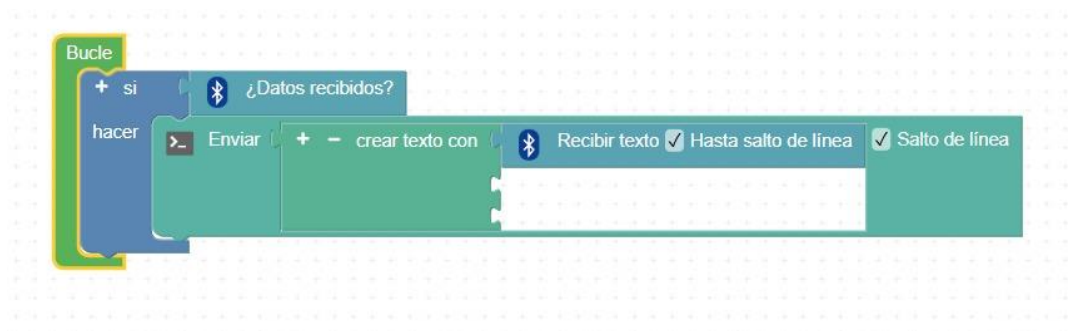 Bucle
+ si ¿Datos recibidos?
hacer >_ Enviar + - crear texto con Recibir texto ✓ Hasta salto de línea ✓ Salto de línea